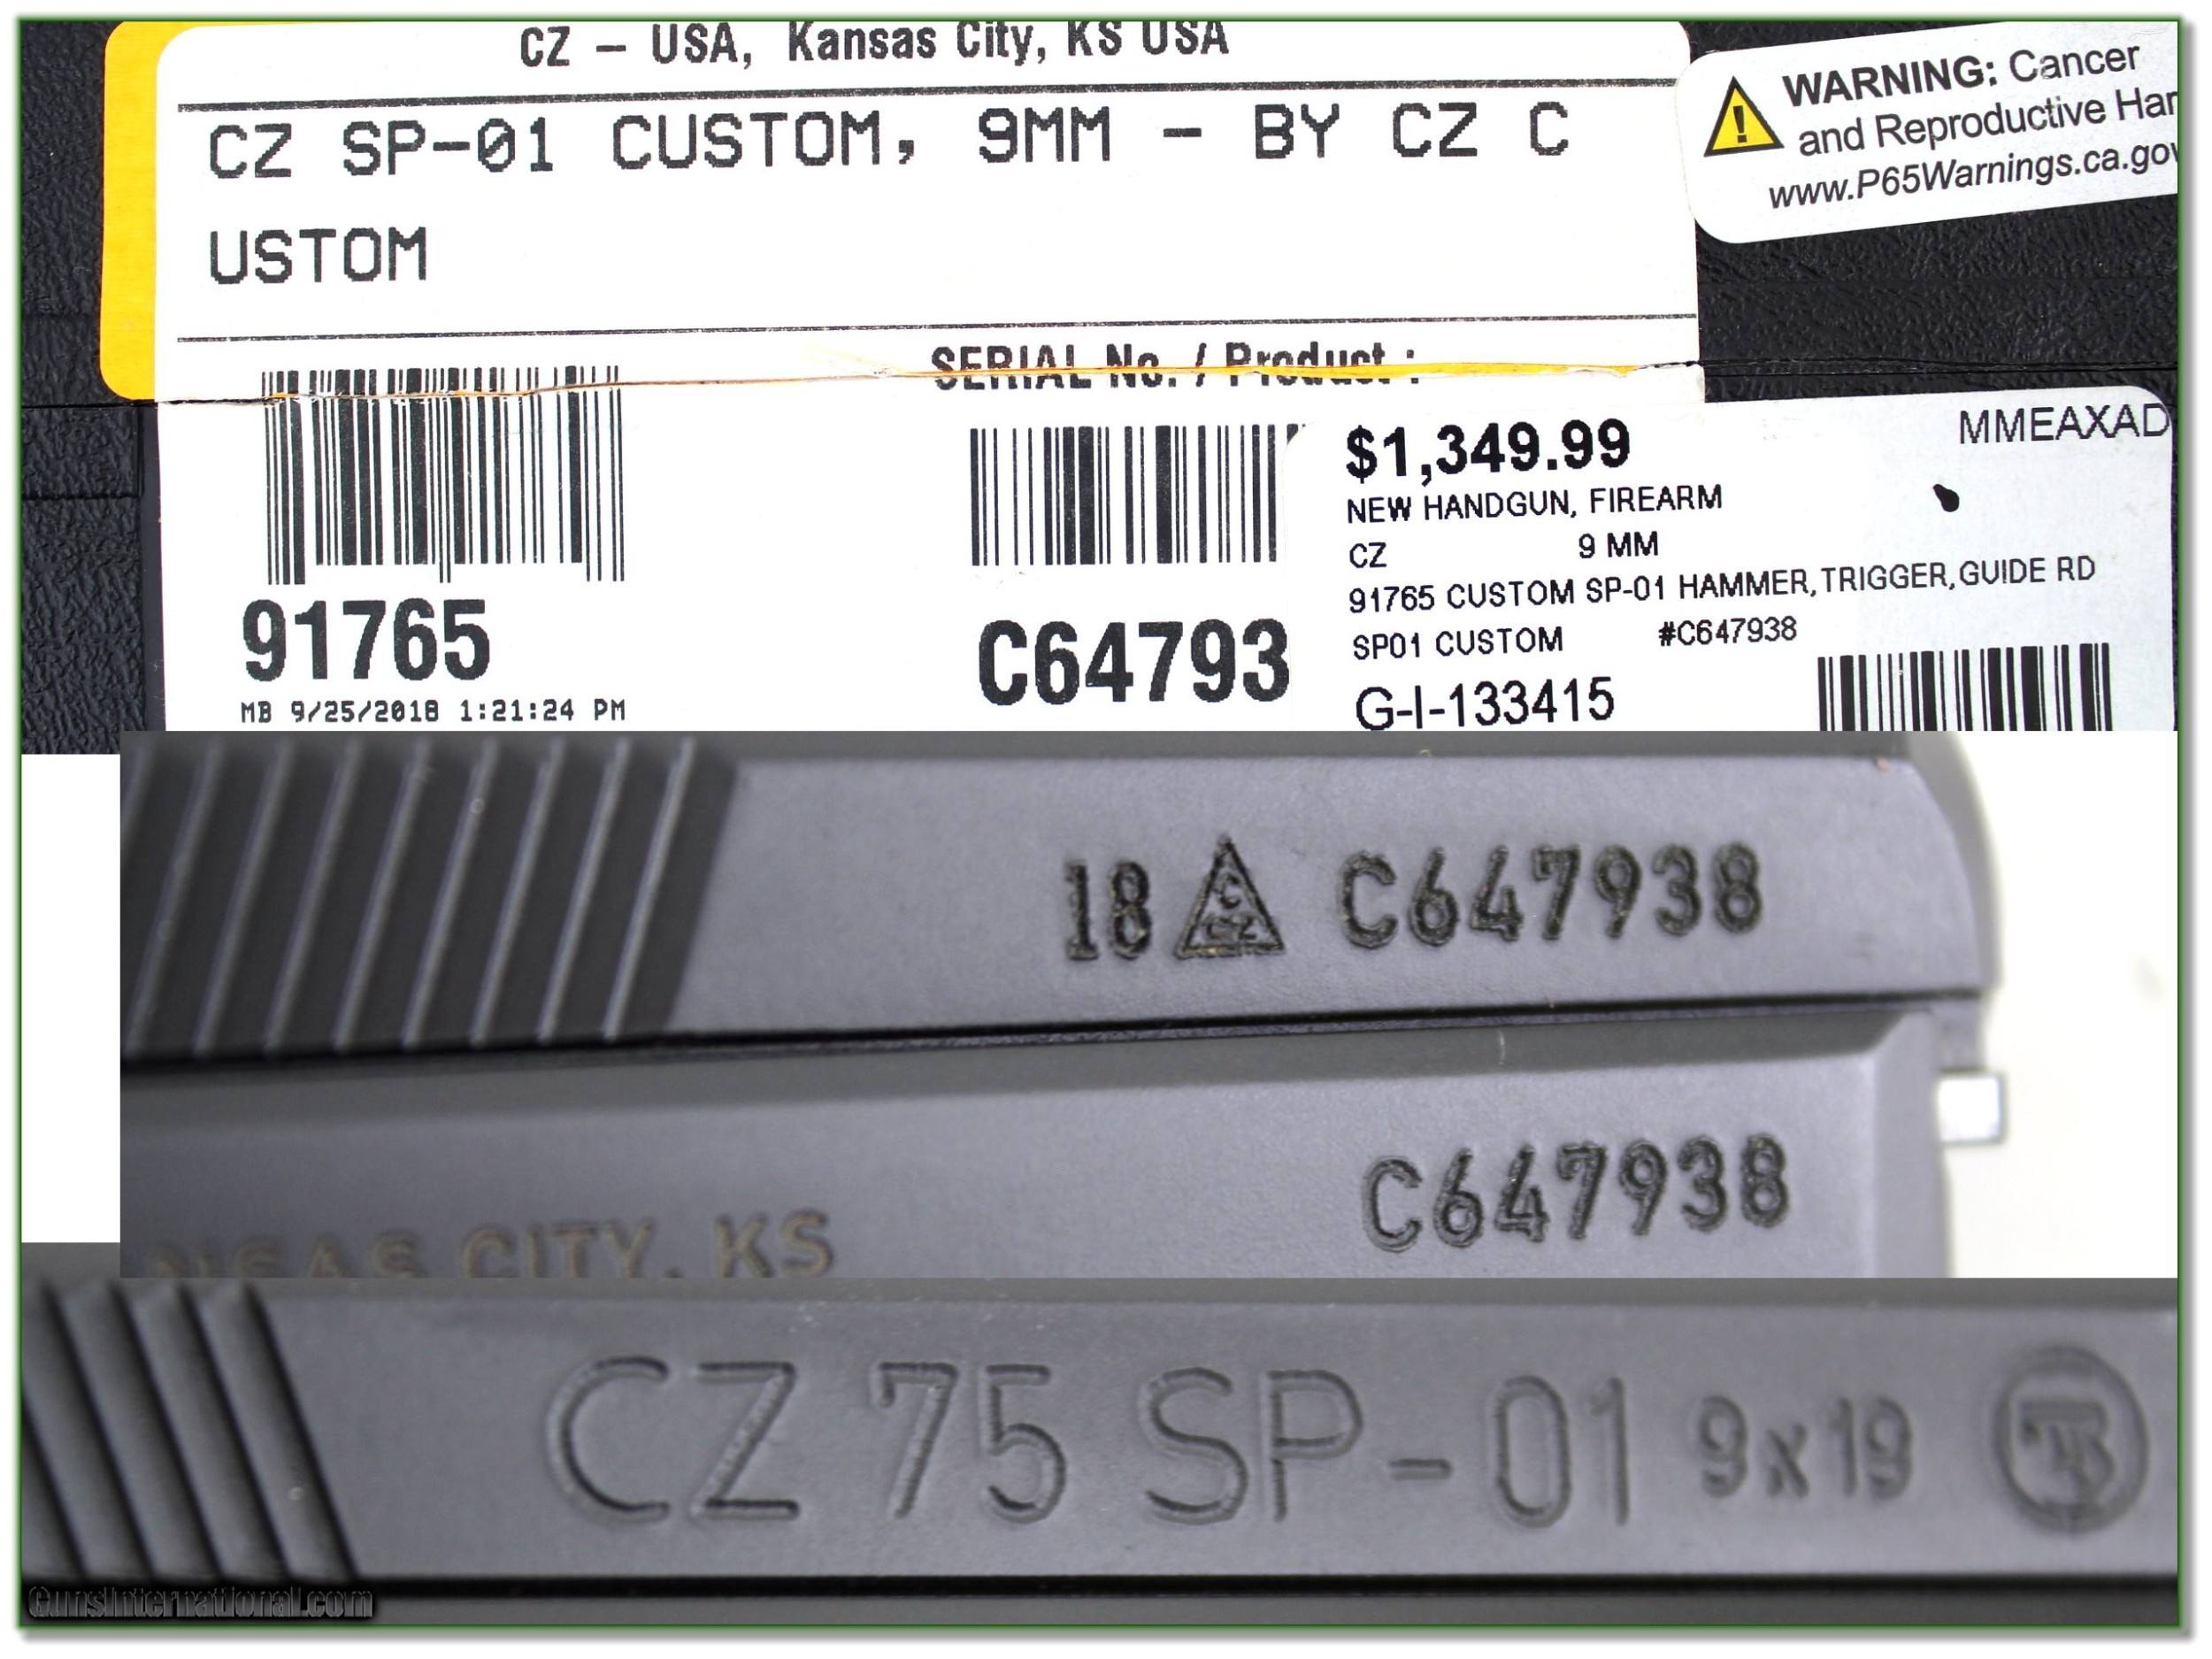 CZ – USA, Kansas City, KS USA
CZ SP-01 CUSTOM, 9MM - BY CZ C
USTOM
WARNING: Cancer
and Reproductive Har
www.P65Warnings.ca.gov
SERIAL No. / Product :
91765
MB 9/25/2018 1:21:24 PM
C64793
$1,349.99
MMEAXAD
NEW HANDGUN, FIREARM
CZ 9 MM
91765 CUSTOM SP-01 HAMMER,TRIGGER,GUIDE RD
SP01 CUSTOM #C647938
G-I-133415
18 C CZ C647938
C647938
NSAS CITY, KS
CZ 75 SP-01 9x19
GunsInternational.com